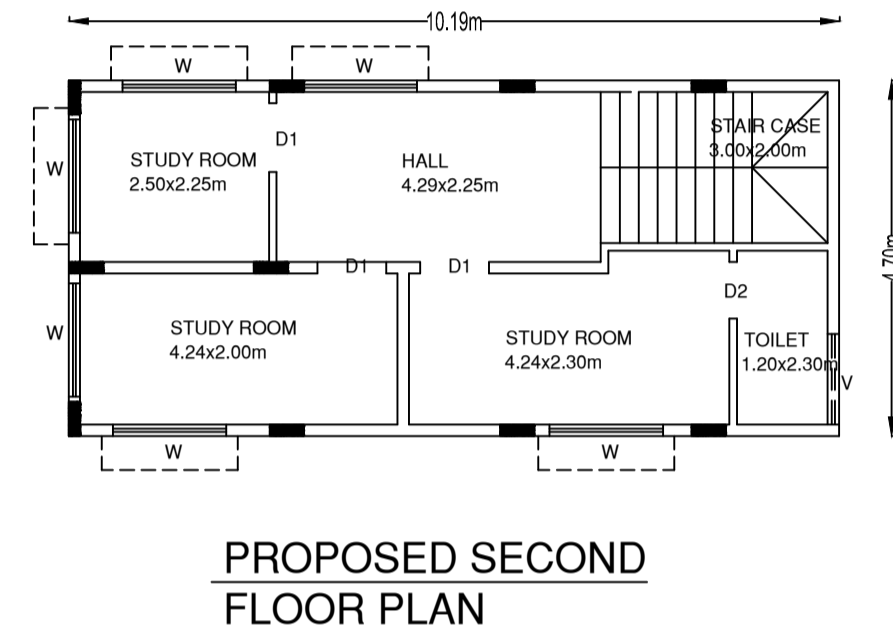 10.19m
W
W
STAIR CASE
3.00x2.00m
D1
STUDY ROOM
2.50x2.25m
HALL
4.29x2.25m
W
4.70m
D1
D1
D2
W
STUDY ROOM
4.24x2.00m
STUDY ROOM
4.24x2.30m
TOILET
1.20x2.30m
V
W
W
PROPOSED SECOND
FLOOR PLAN